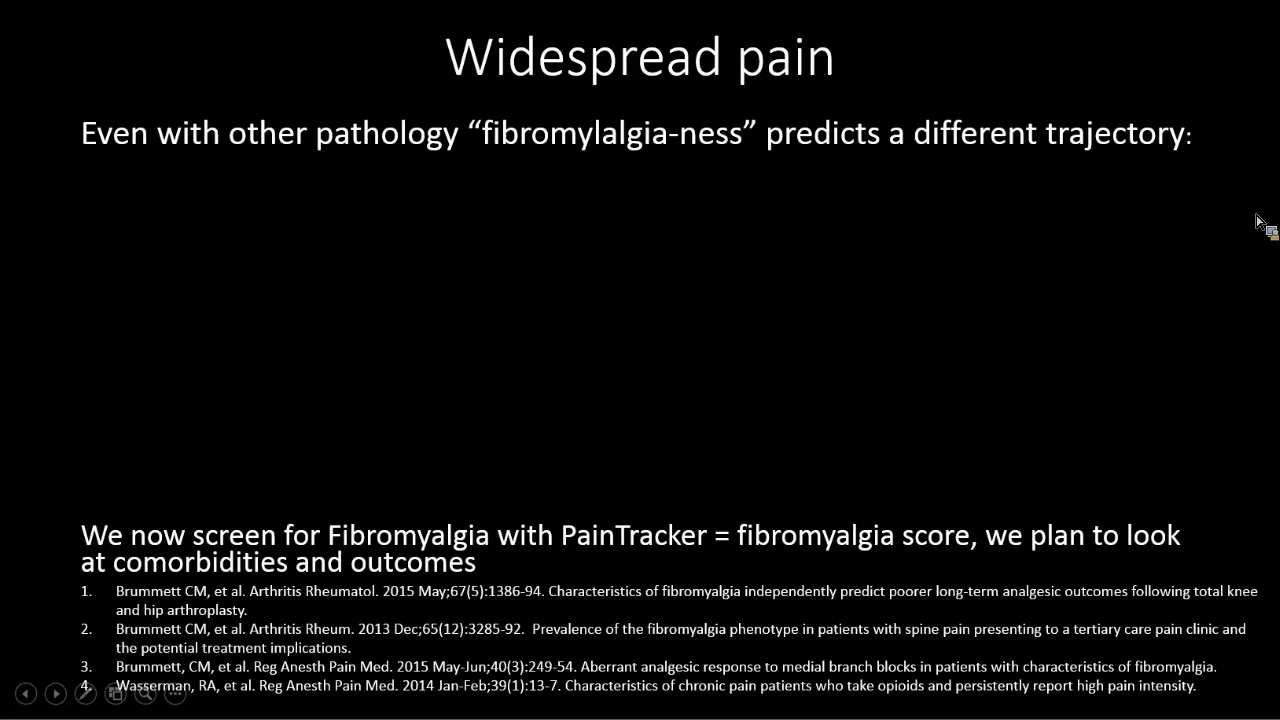 Widespread pain
Even with other pathology “fibromylalgia-ness” predicts a different trajectory:
We now screen for Fibromyalgia with PainTracker = fibromyalgia score, we plan to look
at comorbidities and outcomes
1. Brummett CM, et al. Arthritis Rheumatol. 2015 May;67(5):1386-94. Characteristics of fibromyalgia independently predict poorer long-term analgesic outcomes following total knee
and hip arthroplasty.
2. Brummett CM, et al. Arthritis Rheum. 2013 Dec;65(12):3285-92. Prevalence of the fibromyalgia phenotype in patients with spine pain presenting to a tertiary care pain clinic and
the potential treatment implications.
3. Brummett, CM, et al. Reg Anesth Pain Med. 2015 May-Jun;40(3):249-54. Aberrant analgesic response to medial branch blocks in patients with characteristics of fibromyalgia.
4. Wasserman, RA, et al. Reg Anesth Pain Med. 2014 Jan-Feb;39(1):13-7. Characteristics of chronic pain patients who take opioids and persistently report high pain intensity.